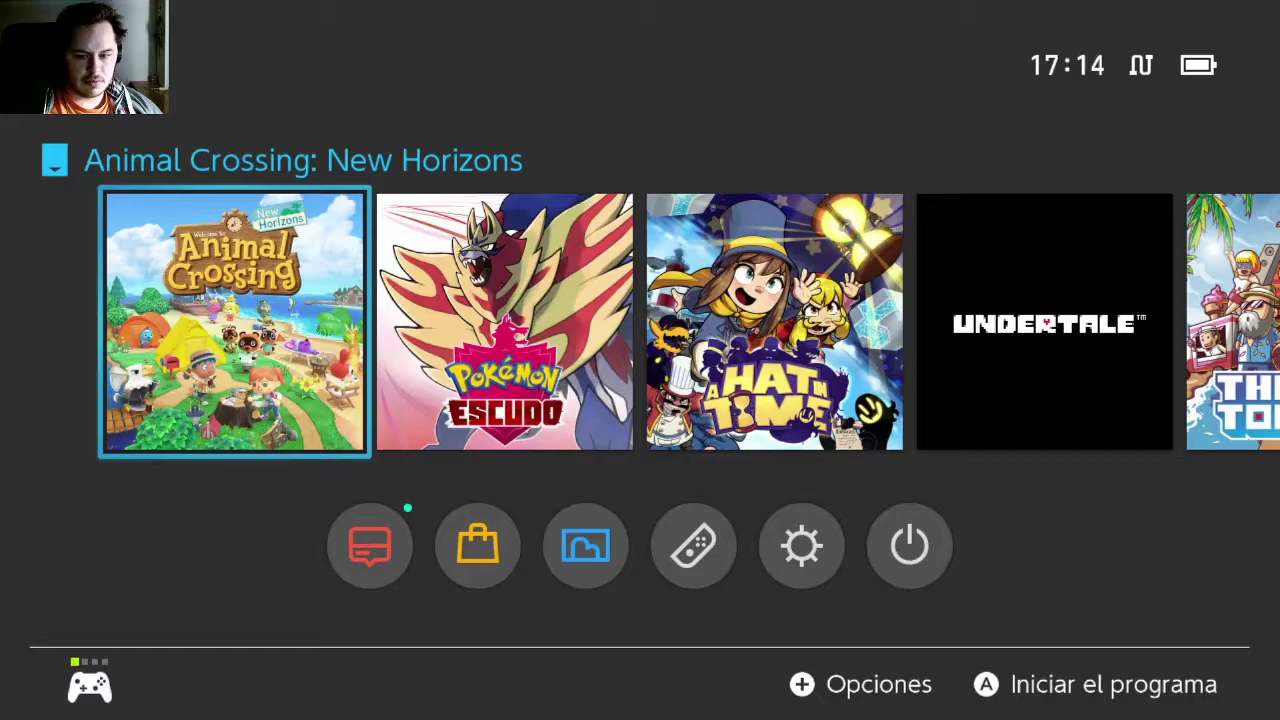 17:14
Animal Crossing: New Horizons
Welcome to
New
Horizons
Animal
Crossing
POKÉMON
ESCUDO
A HAT IN
TIME
UNDERTALE™
Opciones
A Iniciar el programa